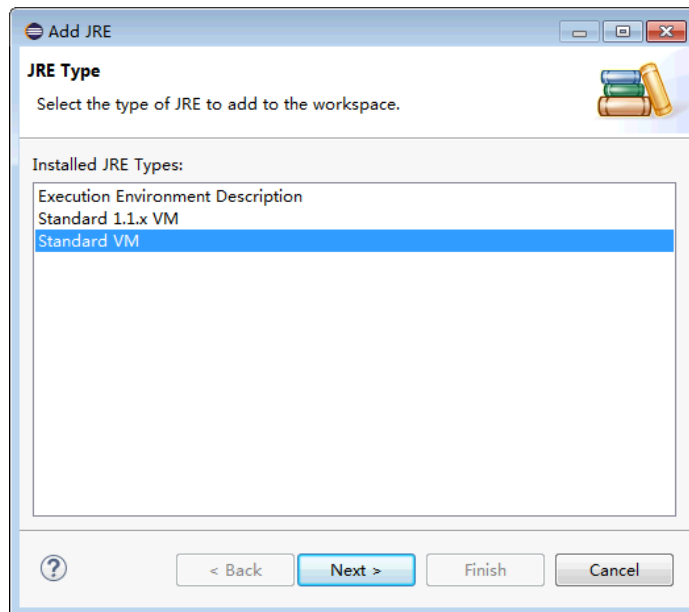 Add JRE
JRE Type
Select the type of JRE to add to the workspace.
Installed JRE Types:
Execution Environment Description
Standard 1.1.x VM
Standard VM
?
< Back
Next >
Finish
Cancel